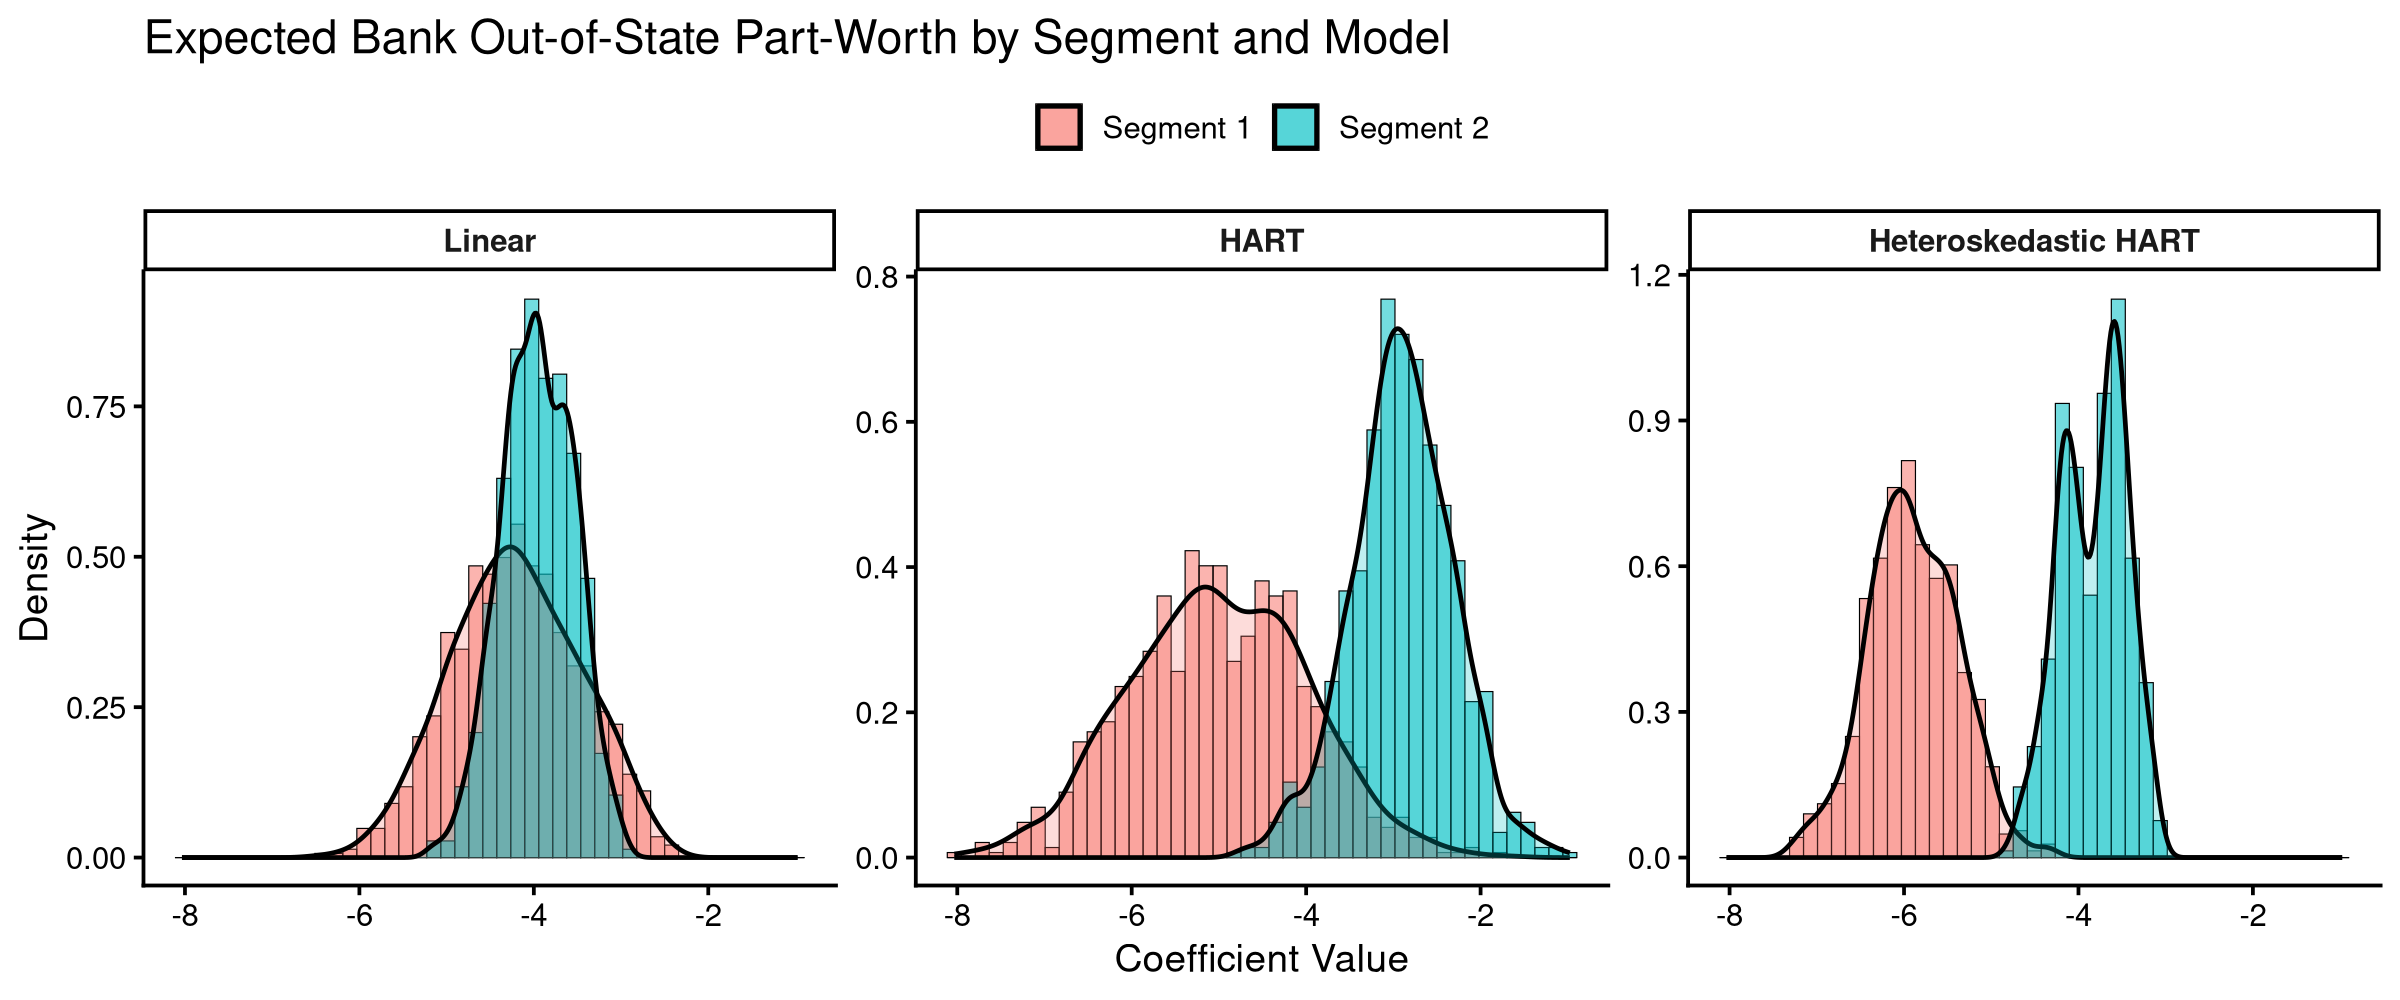 Expected Bank Out-of-State Part-Worth by Segment and Model
Segment 1 Segment 2
Linear HART Heteroskedastic HART
Density
0.75
0.50
0.25
0.00
-8 -6 -4 -2
0.8
0.6
0.4
0.2
0.0
-8 -6 -4 -2
1.2
0.9
0.6
0.3
0.0
-8 -6 -4 -2
Coefficient Value